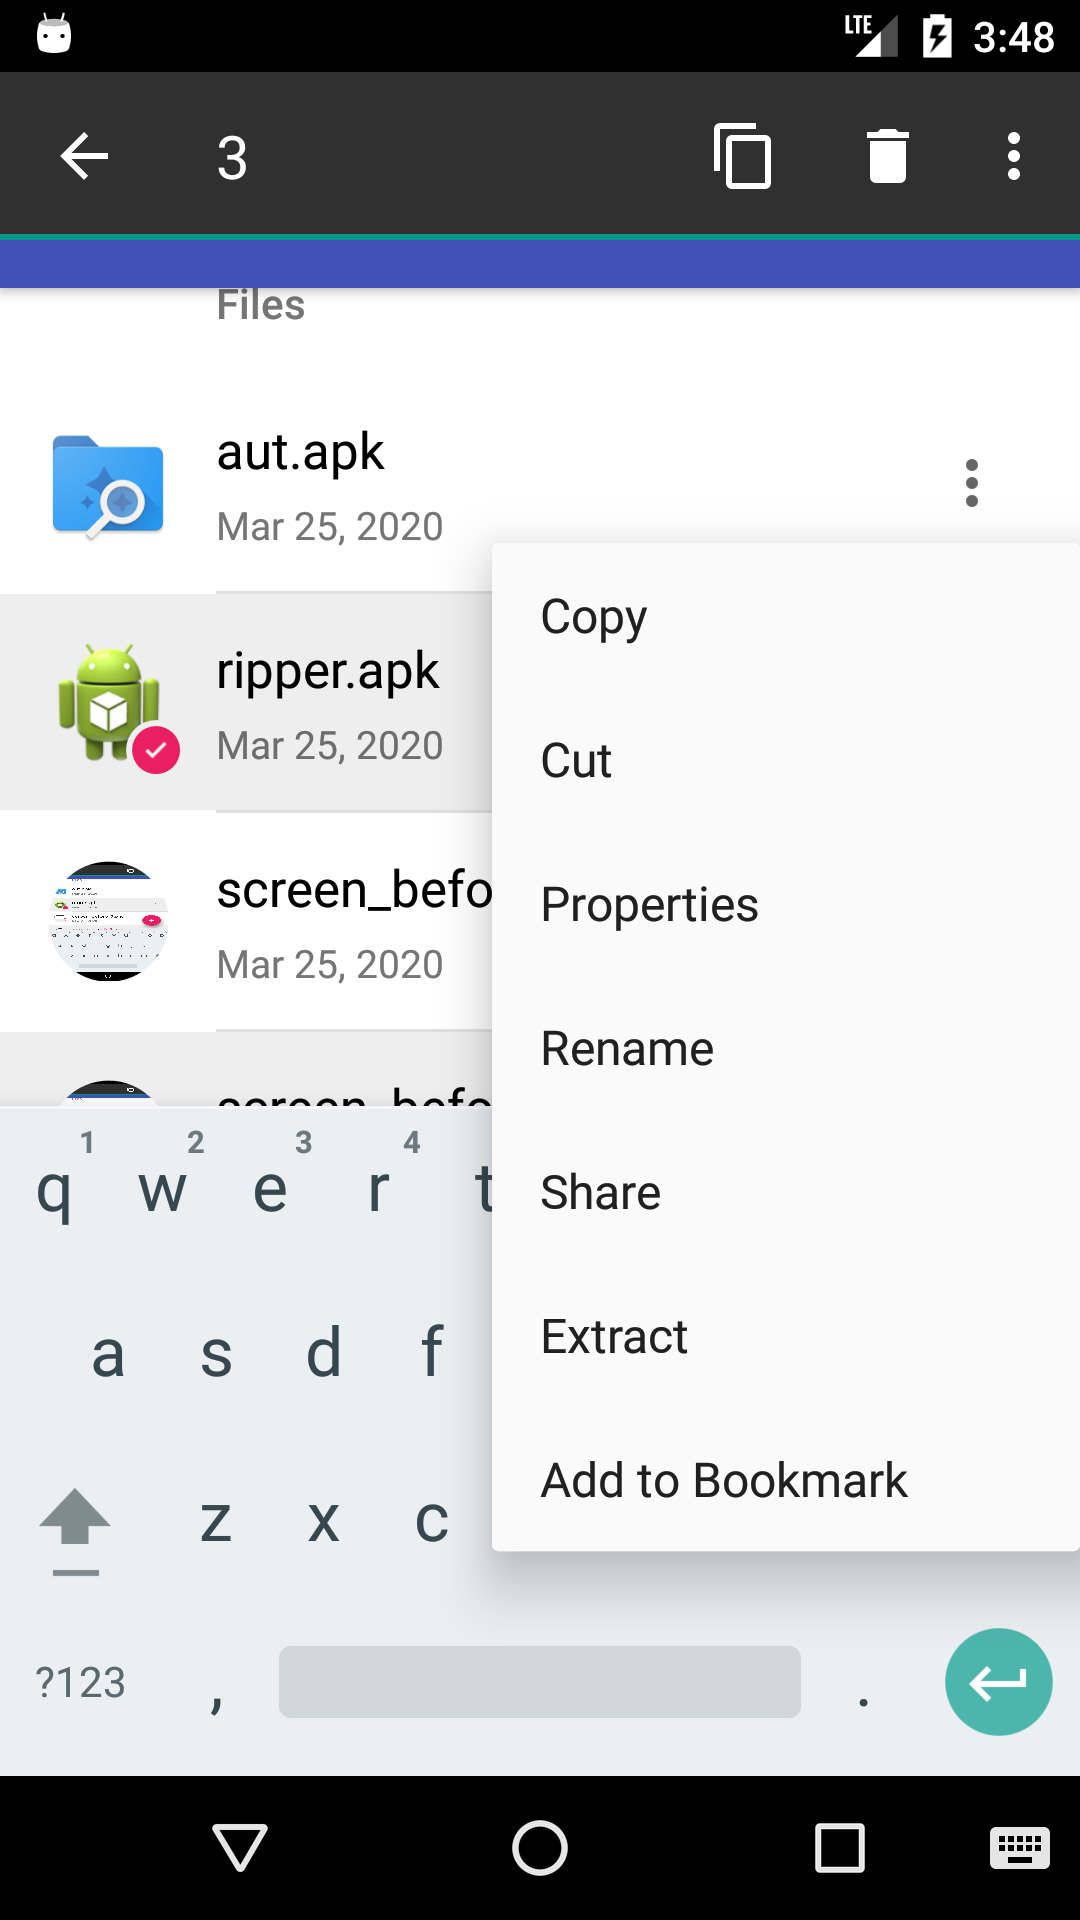 LTE 3:48
3
Files
aut.apk
Mar 25, 2020
ripper.apk
Mar 25, 2020
screen_befo
Mar 25, 2020
screen_befo
Copy
Cut
Properties
Rename
Share
Extract
Add to Bookmark
1 2 3 4
q w e r t
a s d f
z x c
?123 , .